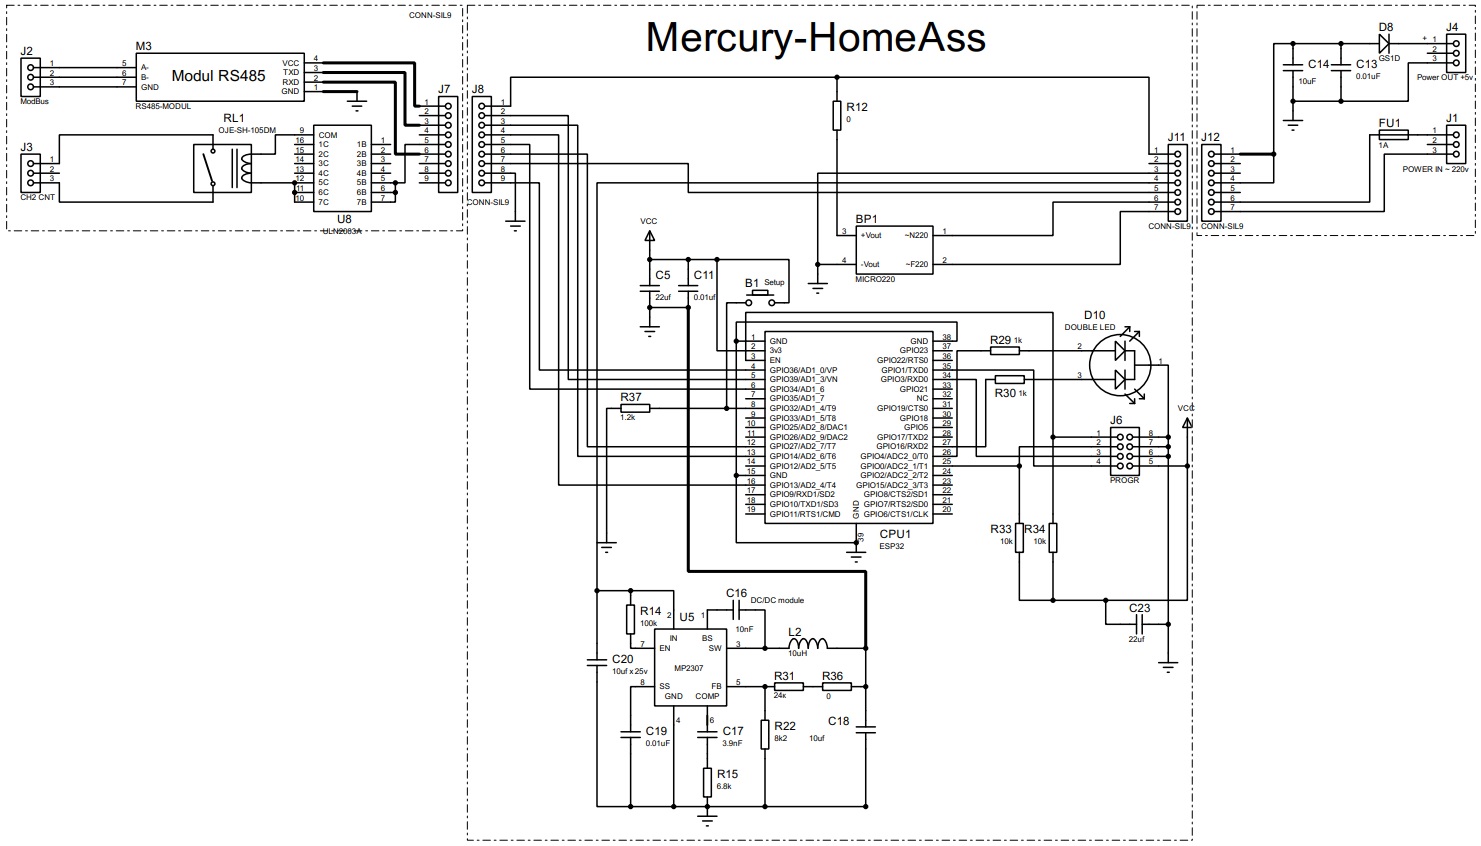 Mercury-HomeAss
CONN-SIL9
J2
1
2
3
ModBus
M3
5
6
7
A-
B-
GND
Modul RS485
VCC
TXD
RXD
GND
4
3
2
1
RS485-MODUL
RL1
OJE-SH-105DM
J3
1
2
3
CH2 CNT
9
16
15
14
13
12
11
10
COM
1C
2C
3C
4C
5C
6C
7C
1B
2B
3B
4B
5B
6B
7B
1
2
3
4
5
6
7
U8
ULN2003A
J7
1
2
3
4
5
6
7
8
9
J8
1
2
3
4
5
6
7
8
9
CONN-SIL9
R12
0
J11
1
2
3
4
5
6
7
CONN-SIL9
J12
1
2
3
4
5
6
7
CONN-SIL9
D8
GS1D
C14
10uF
C13
0.01uF
J4
+
1
2
3
Power OUT +5v
FU1
1A
J1
1
2
3
POWER IN ~ 220v
BP1
3
+Vout
4
-Vout
~N220
1
~F220
2
MICRO220
VCC
C5
22uf
C11
0.01uf
B1
Setup
R37
1.2k
1
2
3
4
5
6
7
8
9
10
11
12
13
14
15
16
17
18
19
GND
3v3
EN
GPIO36/AD1_0/VP
GPIO39/AD1_3/VN
GPIO34/AD1_6
GPIO35/AD1_7
GPIO32/AD1_4/T9
GPIO33/AD1_5/T8
GPIO25/AD2_8/DAC1
GPIO26/AD2_9/DAC2
GPIO27/AD2_7/T7
GPIO14/AD2_6/T6
GPIO12/AD2_5/T5
GND
GPIO13/AD2_4/T4
GPIO9/RXD1/SD2
GPIO10/TXD1/SD3
GPIO11/RTS1/CMD
GND
GPIO23
GPIO22/RTS0
GPIO1/TXD0
GPIO3/RXD0
GPIO21
NC
GPIO19/CTS0
GPIO18
GPIO5
GPIO17/TXD2
GPIO16/RXD2
GPIO4/ADC2_0/T0
GPIO0/ADC2_1/T1
GPIO2/ADC2_2/T2
GPIO15/ADC2_3/T3
GPIO8/CTS2/SD1
GPIO7/RTS2/SD0
GPIO6/CTS1/CLK
38
37
36
35
34
33
32
31
30
29
28
27
26
25
24
23
22
21
20
GND
39
CPU1
ESP32
R29 1k
R30 1k
D10
DOUBLE LED
2
3
1
VCC
J6
1
2
3
4
8
7
6
5
PROGR
R33
10k
R34
10k
C23
22uf
C16
10nF
DC/DC module
R14
100k
U5
2
1
7
8
3
5
4
6
IN
BS
EN
SW
MP2307
SS
FB
GND
COMP
L2
10uH
C20
10uf x 25v
R31
24к
R36
0
C19
0.01uF
C17
3.9nF
R22
8k2
C18
10uf
R15
6.8k